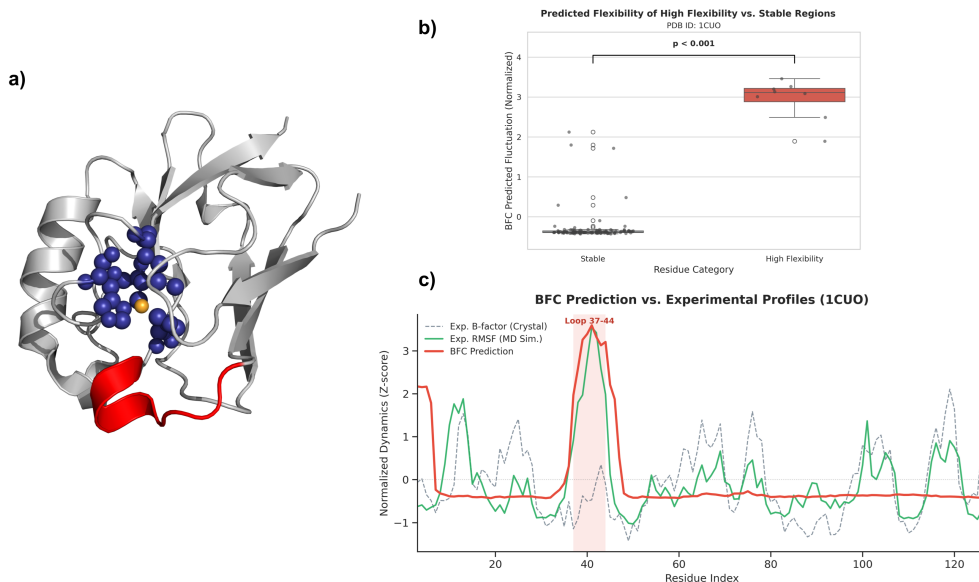 a)
b)
Predicted Flexibility of High Flexibility vs. Stable Regions
PDB ID: 1CUO
p < 0.001
BFC Predicted Fluctuation (Normalized)
4
3
2
1
0
Stable
High Flexibility
Residue Category
c)
BFC Prediction vs. Experimental Profiles (1CUO)
Exp. B-factor (Crystal)
Exp. RMSF (MD Sim.)
BFC Prediction
Loop 37-44
Normalized Dynamics (Z-score)
3
2
1
0
−1
20
40
60
80
100
120
Residue Index